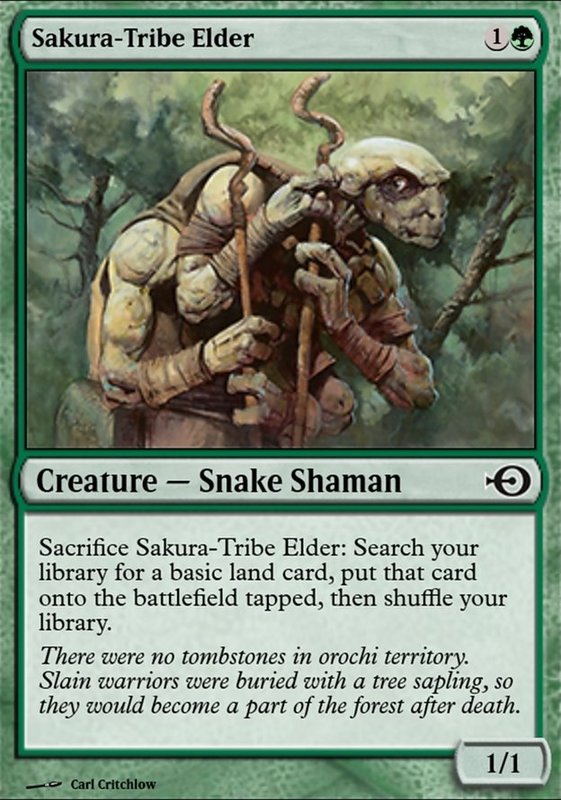 Sakura-Tribe Elder 1
Creature — Snake Shaman
Sacrifice Sakura-Tribe Elder: Search your
library for a basic land card, put that card
onto the battlefield tapped, then shuffle your
library.
There were no tombstones in orochi territory.
Slain warriors were buried with a tree sapling, so
they would become a part of the forest after death.
1/1
Carl Critchlow